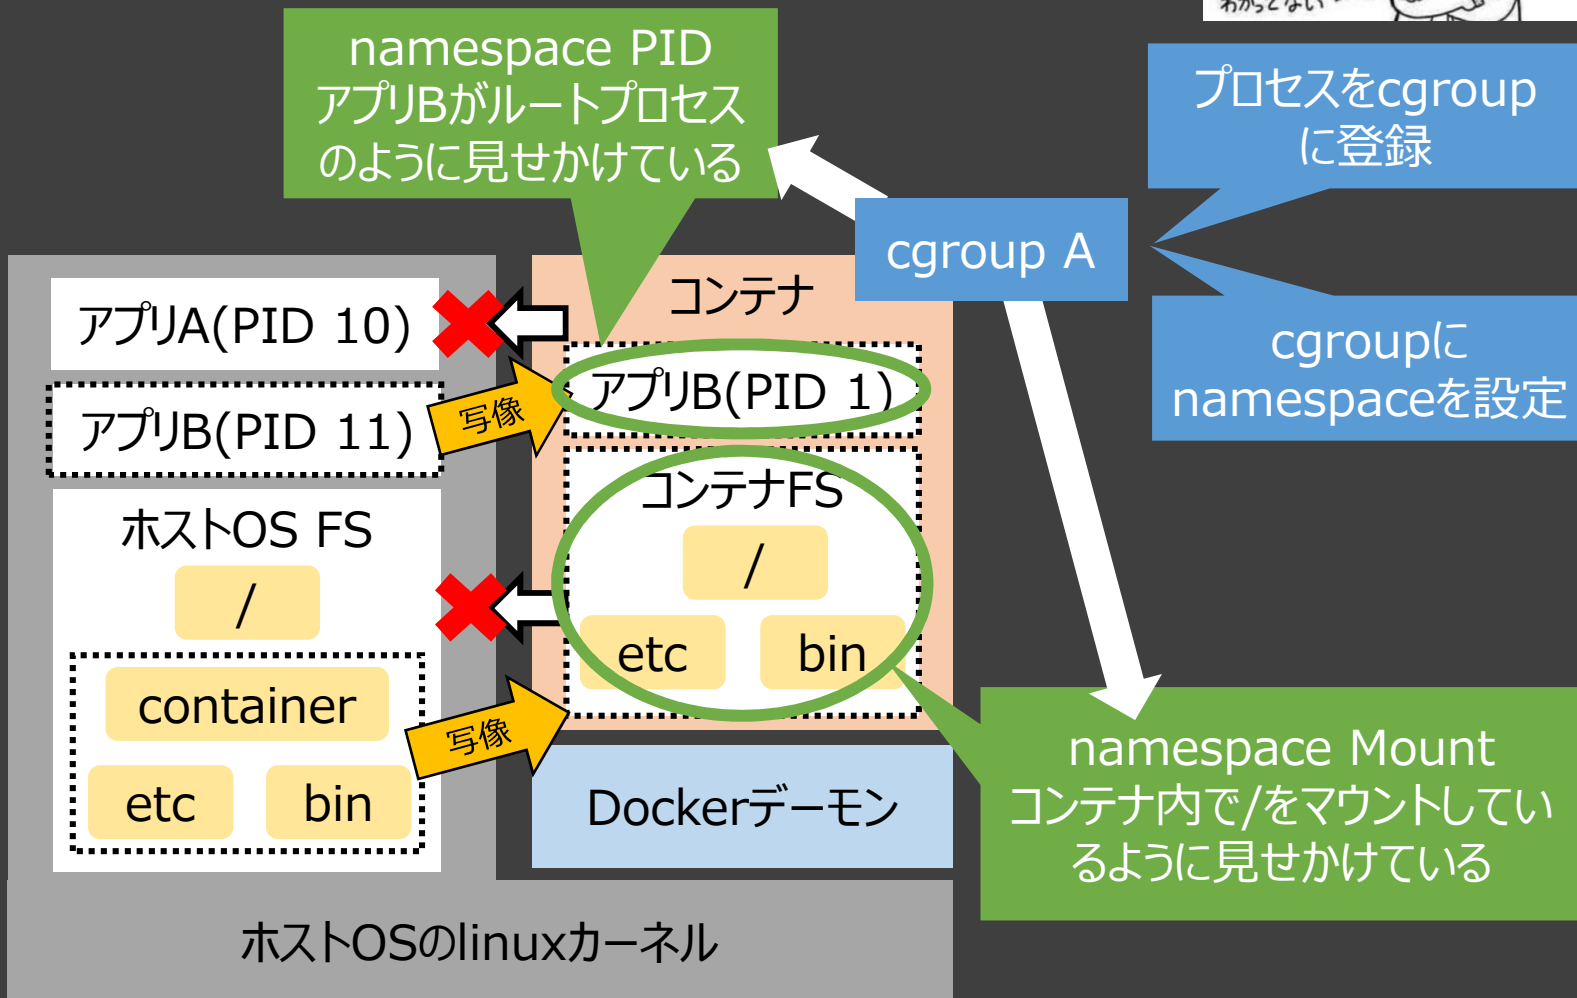 わかってない
namespace PID
アプリBがルートプロセス
のように見せかけている
プロセスをcgroup
に登録
cgroup A
cgroupに
namespaceを設定
コンテナ
アプリA(PID 10)
アプリB(PID 1)
アプリB(PID 11)
写像
コンテナFS
/
etc
bin
ホストOS FS
/
container
etc
bin
写像
Dockerデーモン
namespace Mount
コンテナ内で/をマウントしてい
るように見せかけている
ホストOSのlinuxカーネル